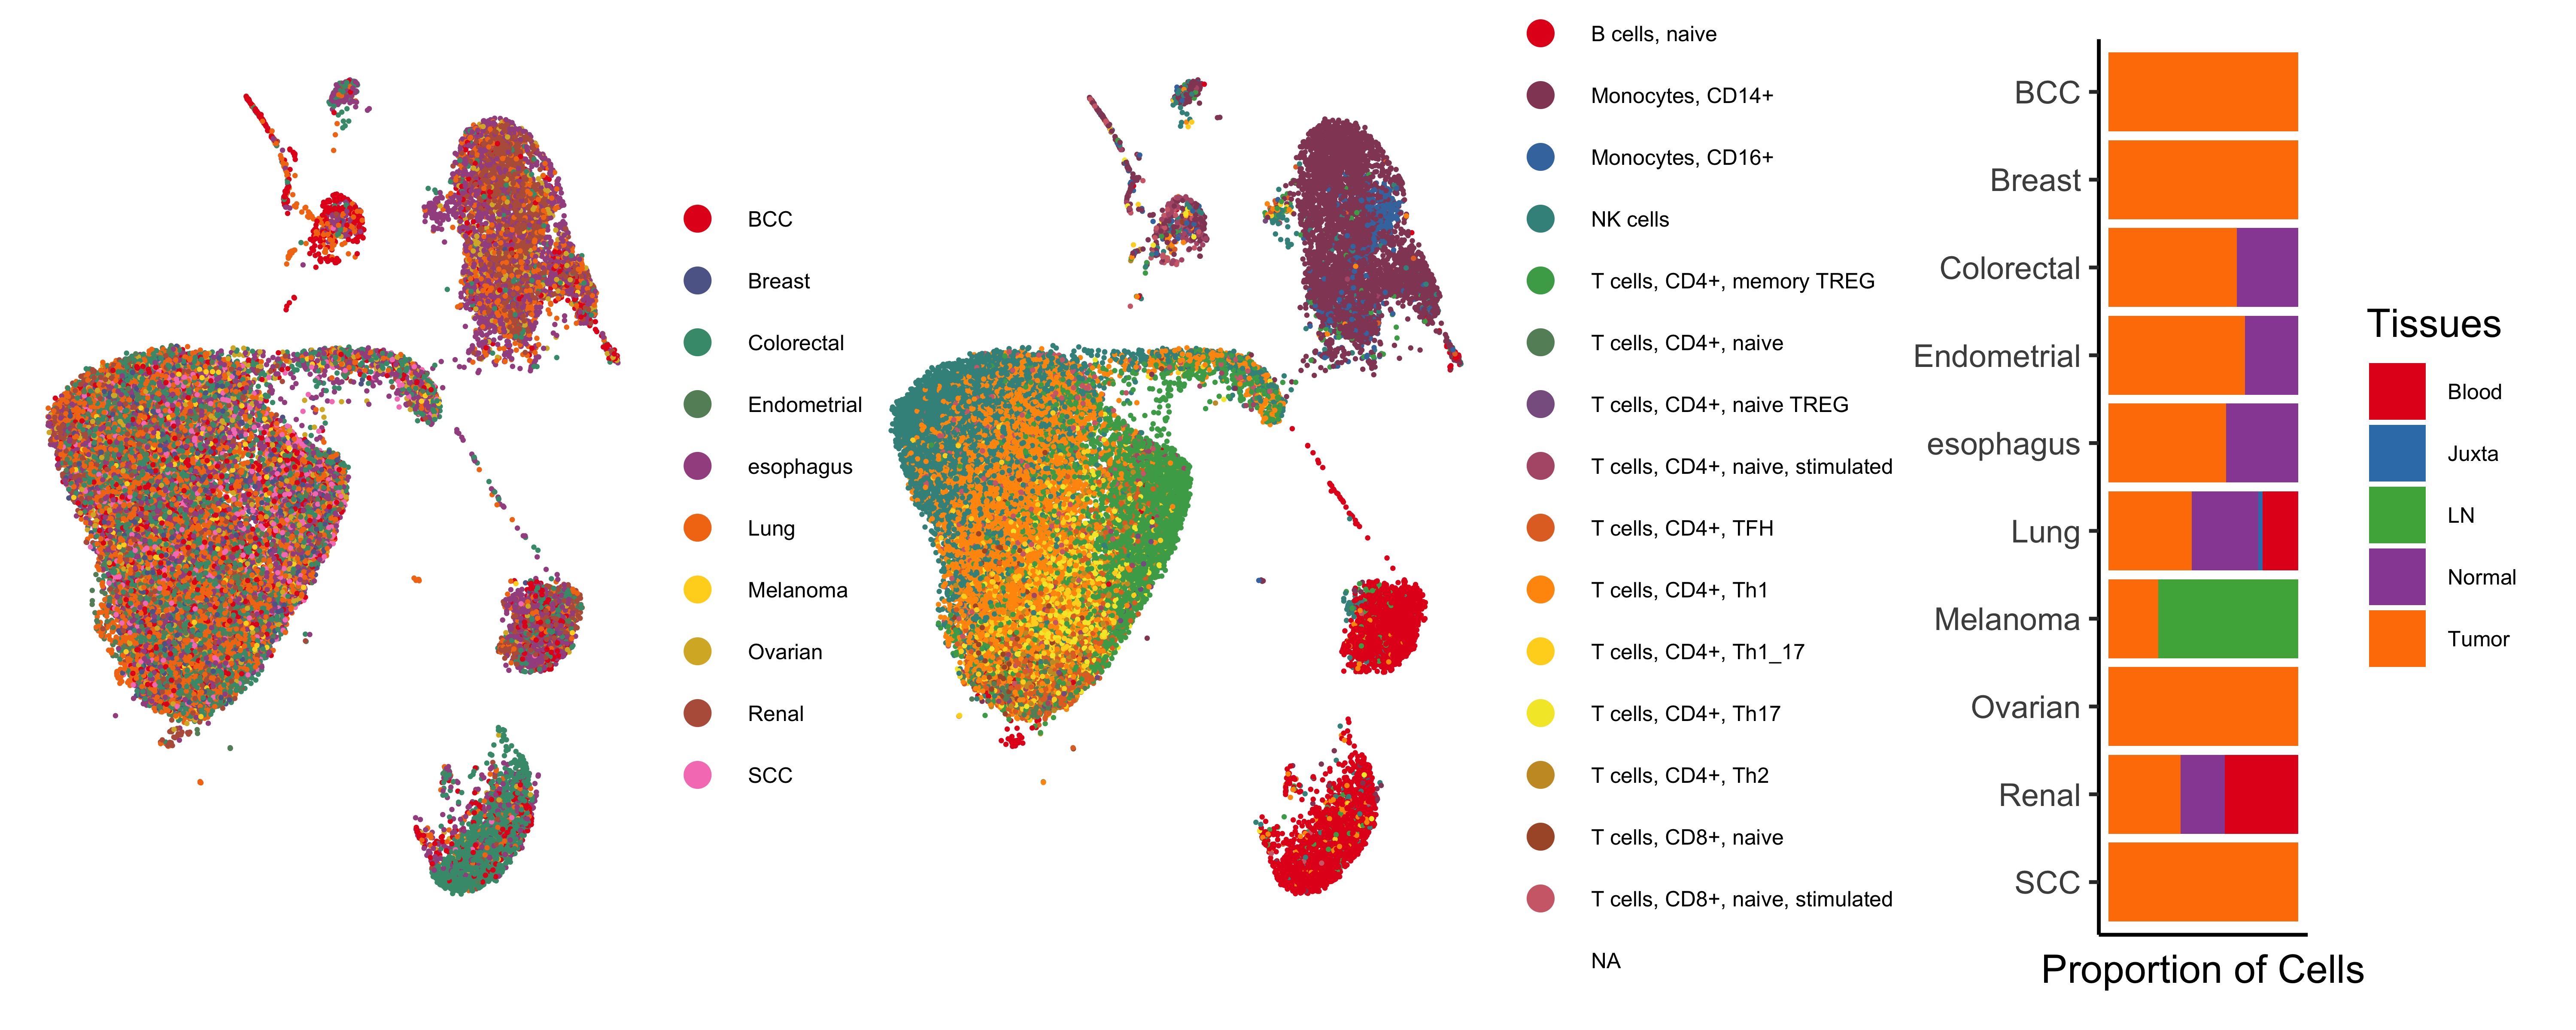 BCC
Breast
Colorectal
Endometrial
esophagus
Lung
Melanoma
Ovarian
Renal
SCC
B cells, naive
Monocytes, CD14+
Monocytes, CD16+
NK cells
T cells, CD4+, memory TREG
T cells, CD4+, naive
T cells, CD4+, naive TREG
T cells, CD4+, naive, stimulated
T cells, CD4+, TFH
T cells, CD4+, Th1
T cells, CD4+, Th1_17
T cells, CD4+, Th17
T cells, CD4+, Th2
T cells, CD8+, naive
T cells, CD8+, naive, stimulated
NA
BCC
Breast
Colorectal
Endometrial
esophagus
Lung
Melanoma
Ovarian
Renal
SCC
Proportion of Cells
Tissues
Blood
Juxta
LN
Normal
Tumor